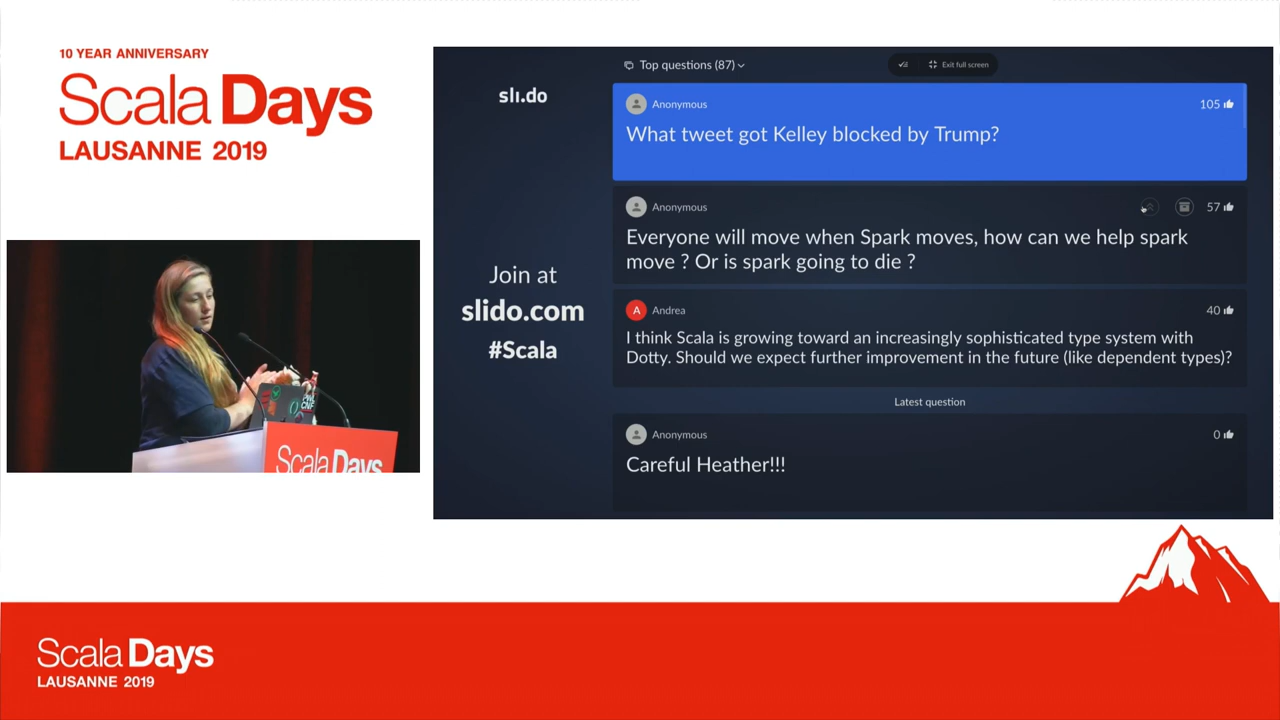 10 YEAR ANNIVERSARY
Scala Days
LAUSANNE 2019
sli.do
Join at
slido.com
#Scala
Top questions (87)
Exit full screen
Anonymous
105
What tweet got Kelley blocked by Trump?
Anonymous
57
Everyone will move when Spark moves, how can we help spark
move ? Or is spark going to die ?
A
Andrea
40
I think Scala is growing toward an increasingly sophisticated type system with
Dotty. Should we expect further improvement in the future (like dependent types)?
Latest question
Anonymous
0
Careful Heather!!!
Scala Days
Scala Days
LAUSANNE 2019